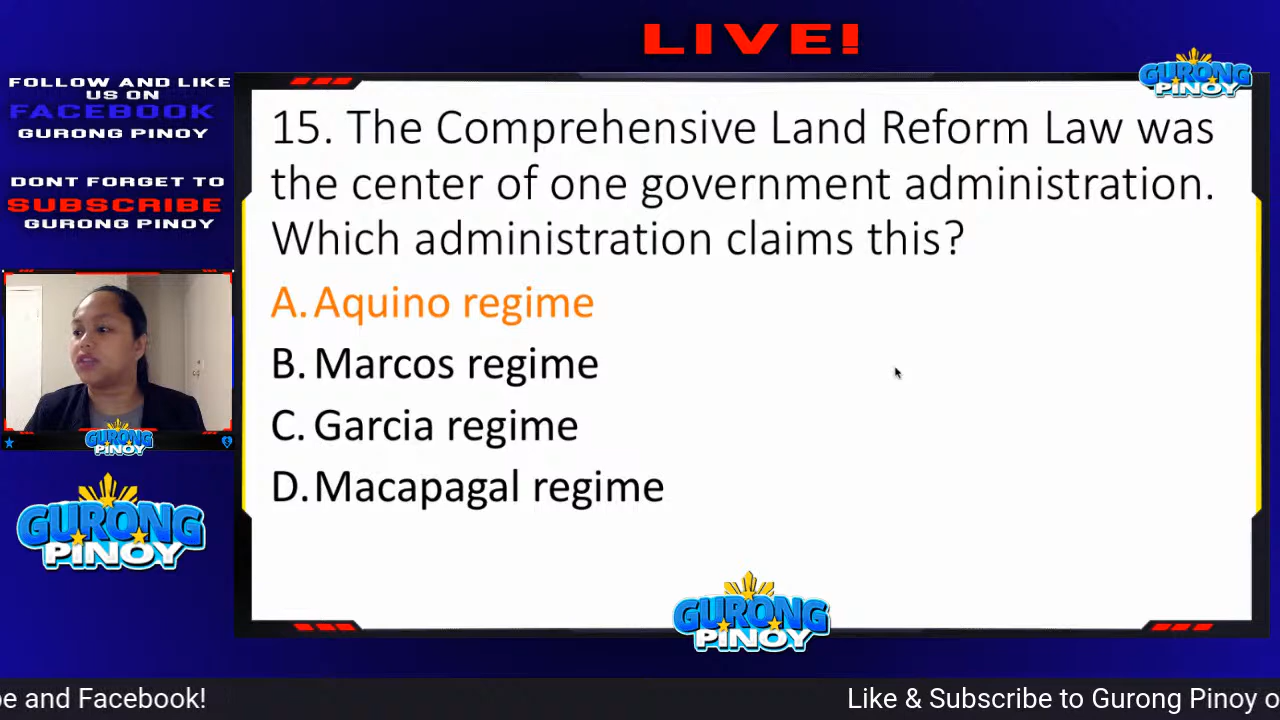 LIVE!
FOLLOW AND LIKE
US ON
FACEBOOK
GURONG PINOY
DONT FORGET TO
SUBSCRIBE
GURONG PINOY
GURONG
PINOY
15. The Comprehensive Land Reform Law was
the center of one government administration.
Which administration claims this?
A. Aquino regime
B. Marcos regime
C. Garcia regime
D. Macapagal regime
GURONG
PINOY
GURONG
PINOY
GURONG
PINOY
be and Facebook!
Like & Subscribe to Gurong Pinoy o